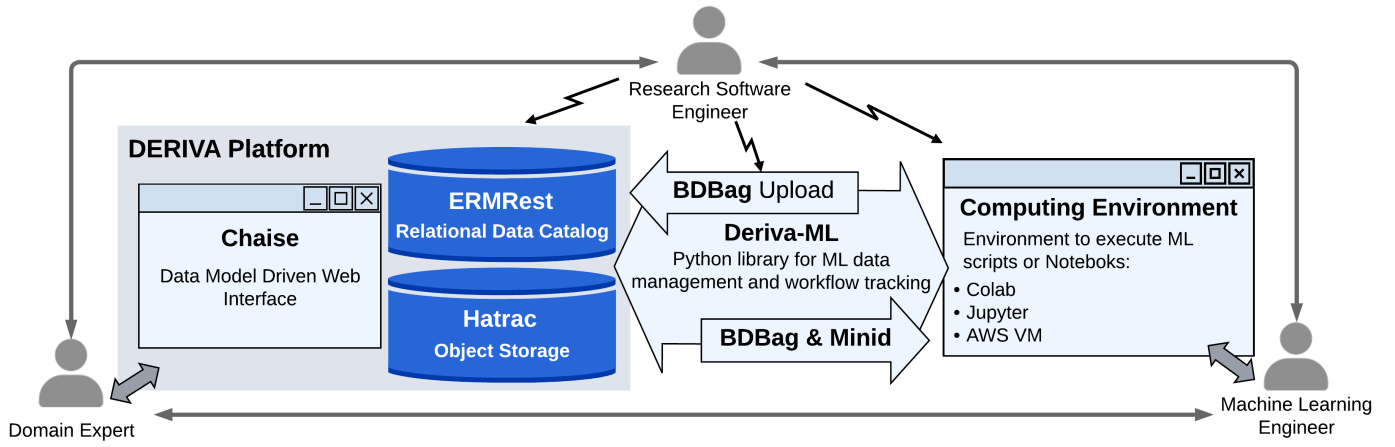 Research Software
Engineer
DERIVA Platform
Chaise
Data Model Driven Web
Interface
ERMRest
Relational Data Catalog
Hatrac
Object Storage
BDBag Upload
Deriva-ML
Python library for ML data
management and workflow tracking
BDBag & Minid
Computing Environment
Environment to execute ML
scripts or Noteboks:
• Colab
• Jupyter
• AWS VM
Domain Expert
Machine Learning
Engineer